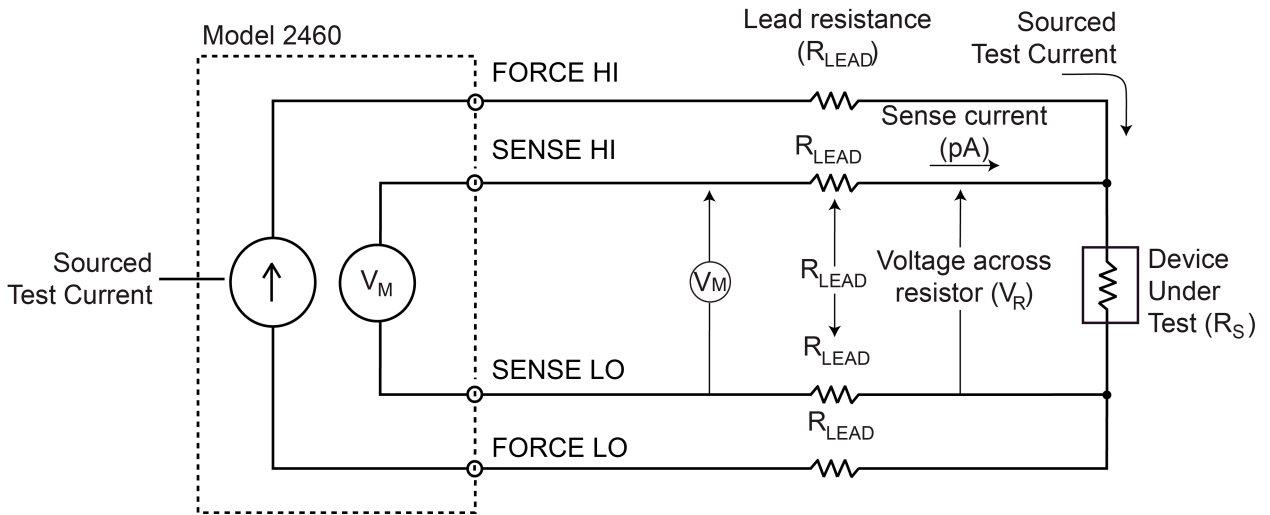 Model 2460
Lead resistance
(RLEAD)
Sourced
Test Current
FORCE HI
Sense current
(pA)
SENSE HI
RLEAD
Sourced
Test Current
VM
VM
RLEAD
Voltage across
resistor (VR)
Device
Under
Test (RS)
RLEAD
SENSE LO
RLEAD
FORCE LO